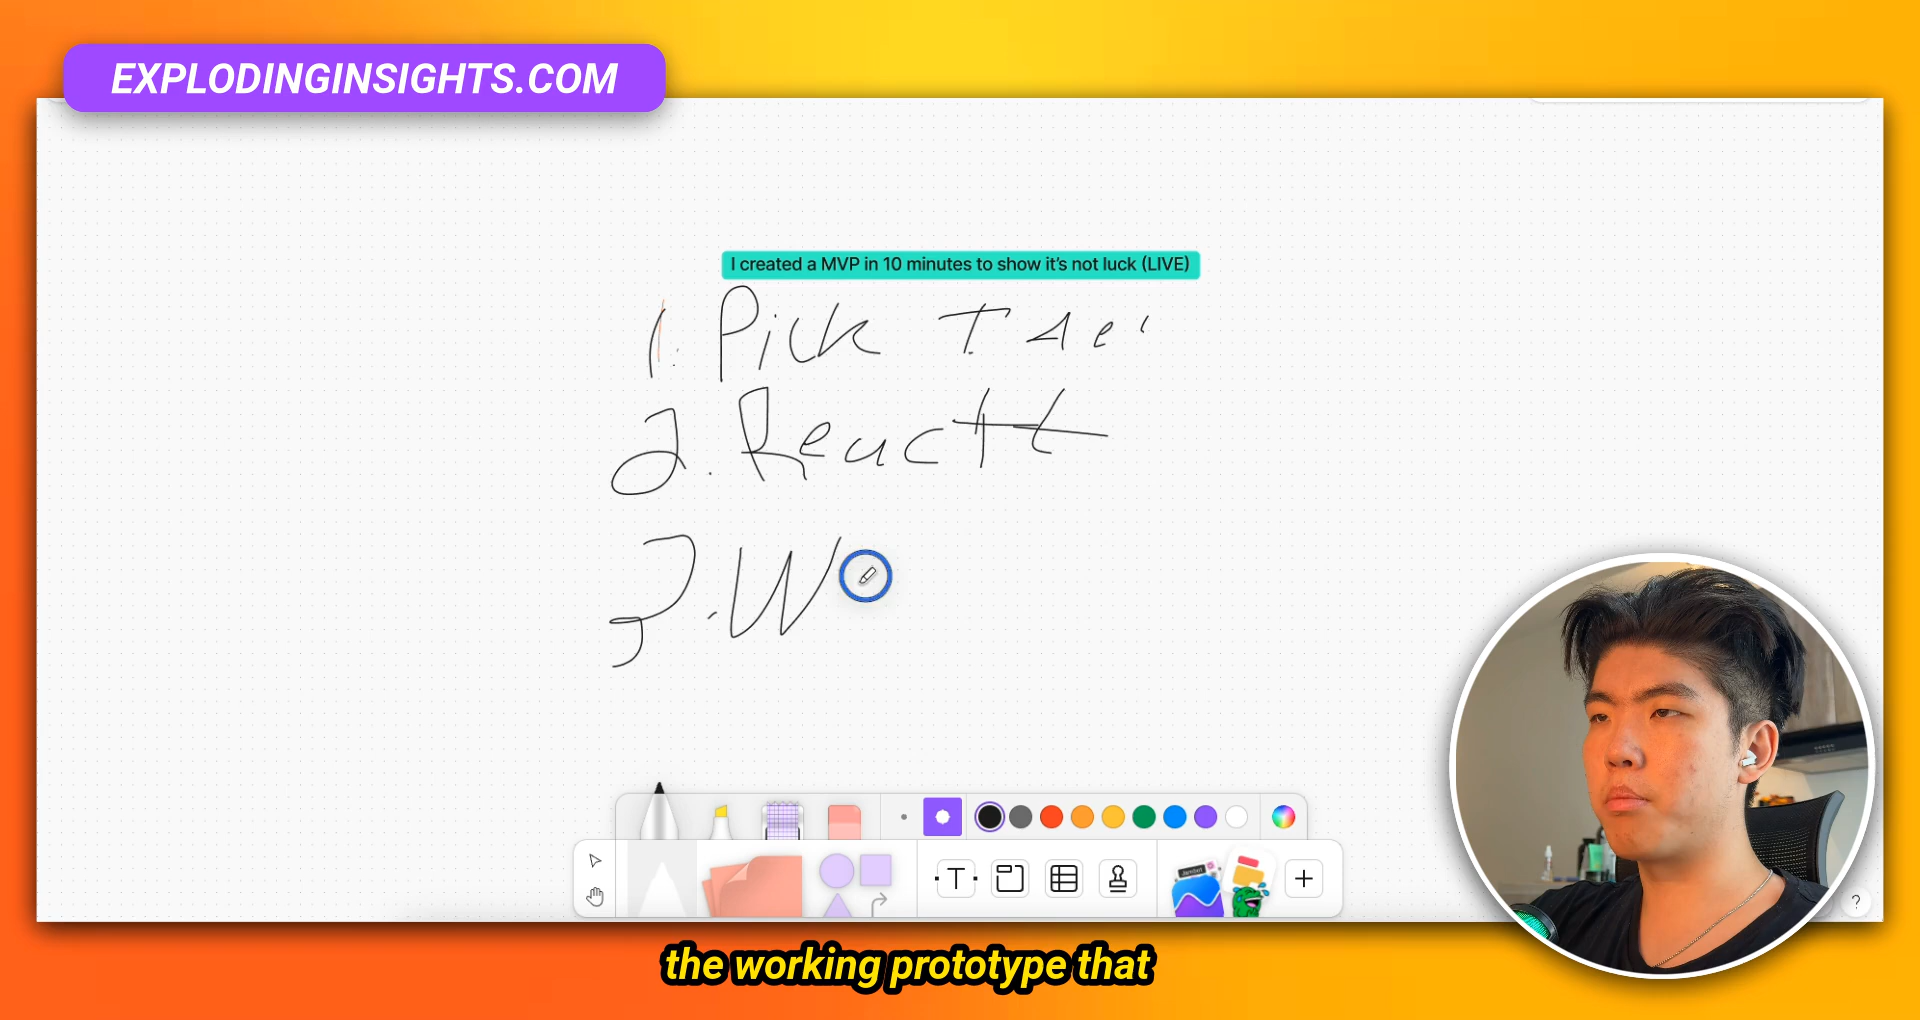 EXPLODINGINSIGHTS.COM
I created a MVP in 10 minutes to show it's not luck (LIVE)
1. Pick
2. React
3. W
T
?
the working prototype that